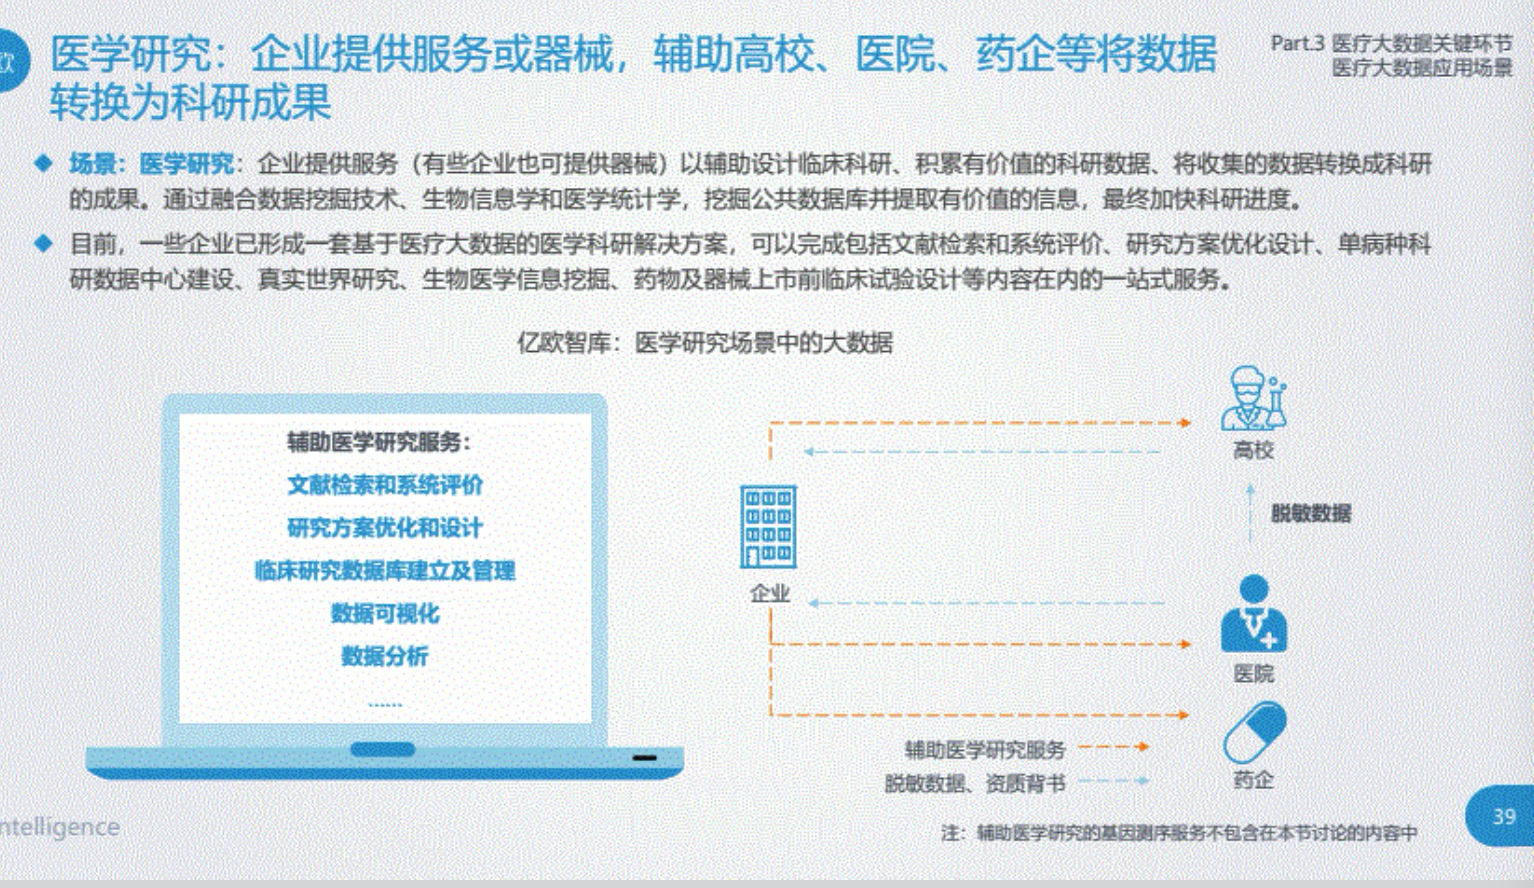 欧
医学研究：企业提供服务或器械，辅助高校、医院、药企等将数据
转换为科研成果
Part.3 医疗大数据关键环节
医疗大数据应用场景
场景：医学研究：企业提供服务（有些企业也可提供器械）以辅助设计临床科研、积累有价值的科研数据、将收集的数据转换成科研
的成果。通过融合数据挖掘技术、生物信息学和医学统计学，挖掘公共数据库并提取有价值的信息，最终加快科研进度。
目前，一些企业已形成一套基于医疗大数据的医学科研解决方案，可以完成包括文献检索和系统评价、研究方案优化设计、单病种科
研数据中心建设、真实世界研究、生物医学信息挖掘、药物及器械上市前临床试验设计等内容在内的一站式服务。
亿欧智库：医学研究场景中的大数据
辅助医学研究服务：
文献检索和系统评价
研究方案优化和设计
临床研究数据库建立及管理
数据可视化
数据分析
......
高校
脱敏数据
企业
医院
辅助医学研究服务
脱敏数据、资质背书
药企
ntelligence
注：辅助医学研究的基因测序服务不包含在本节讨论的内容中
39